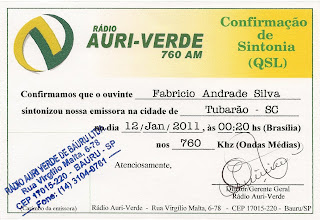 RÁDIO
AURI-VERDE
760 AM
Confirmação
de
Sintonia
(QSL)
Confirmamos que o ouvinte Fabricio Andrade Silva
sintonizou nossa emissora na cidade de Tubarão - SC
no dia 12/Jan/2011, às 00:20 hs (Brasília)
nos 760 Khz (Ondas Médias)
Atenciosamente,
RÁDIO AURI VERDE DE BAURU LTDA
Rua Virgílio Malta, 6-78
CEP 17015-220 - BAURU - SP
Fone: (14) 3104-0761
(Carimbo da emissora)
Diretor/Gerente Geral
Rádio Auri-Verde
Rádio Auri-Verde - Rua Virgílio Malta, 6-78 - CEP 17015-220 - Bauru/SP